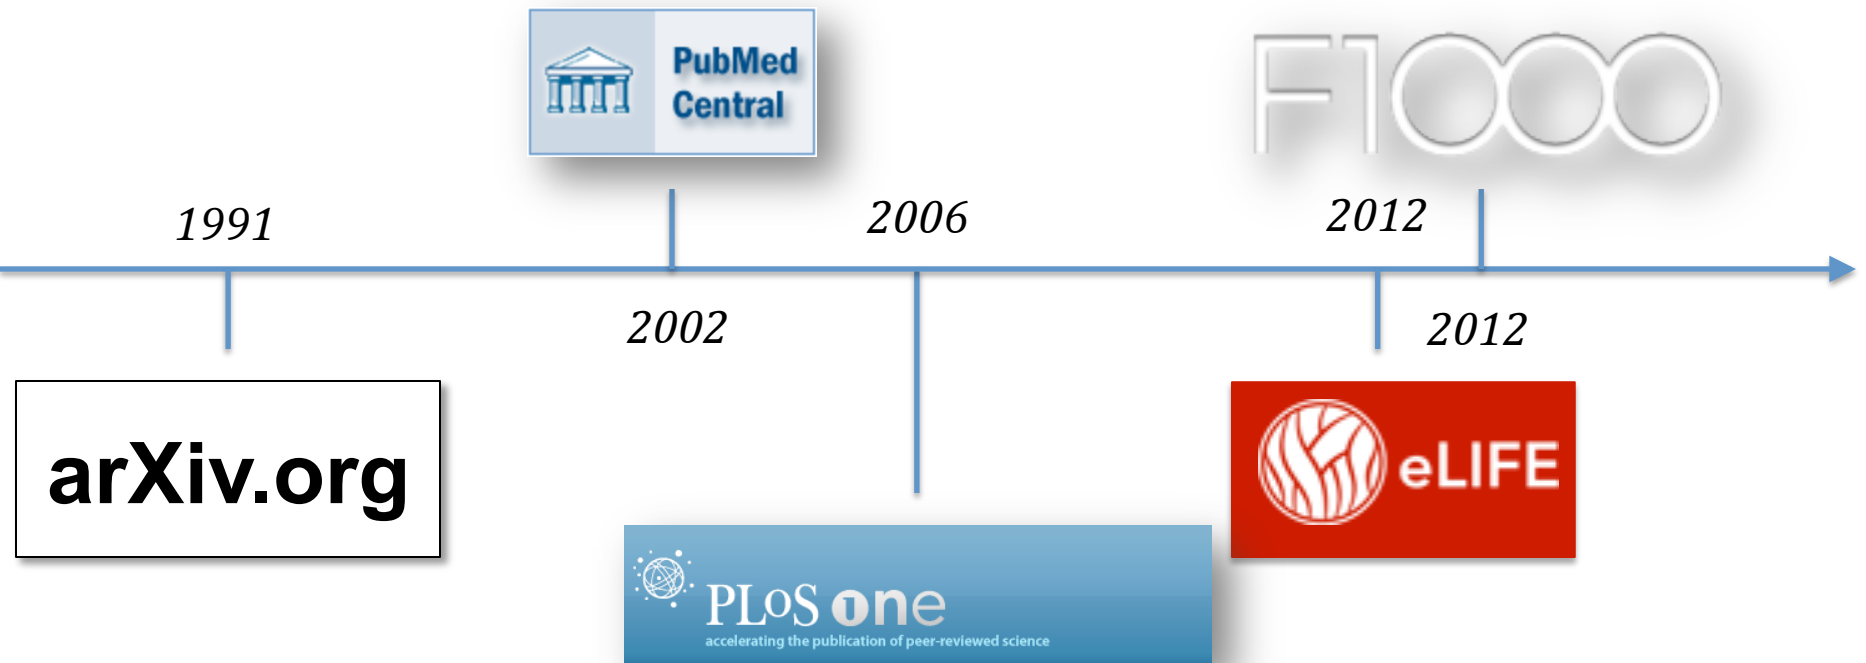 PubMed
Central
F1000
1991
2006
2012
2002
2012
arXiv.org
eLIFE
PLoS one
accelerating the publication of peer-reviewed science